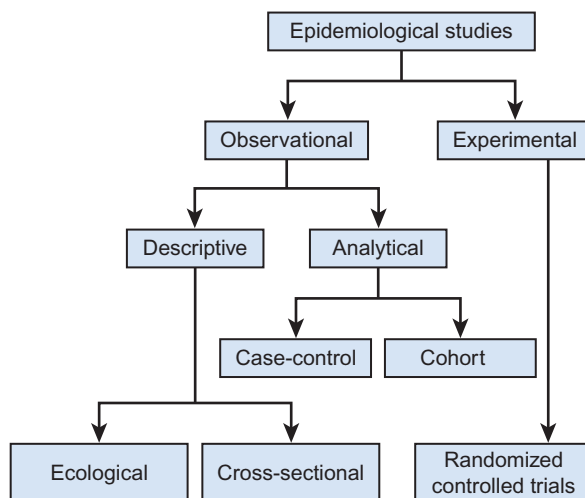 Epidemiological studies
Observational
Experimental
Descriptive
Analytical
Case-control
Cohort
Ecological
Cross-sectional
Randomized
controlled trials